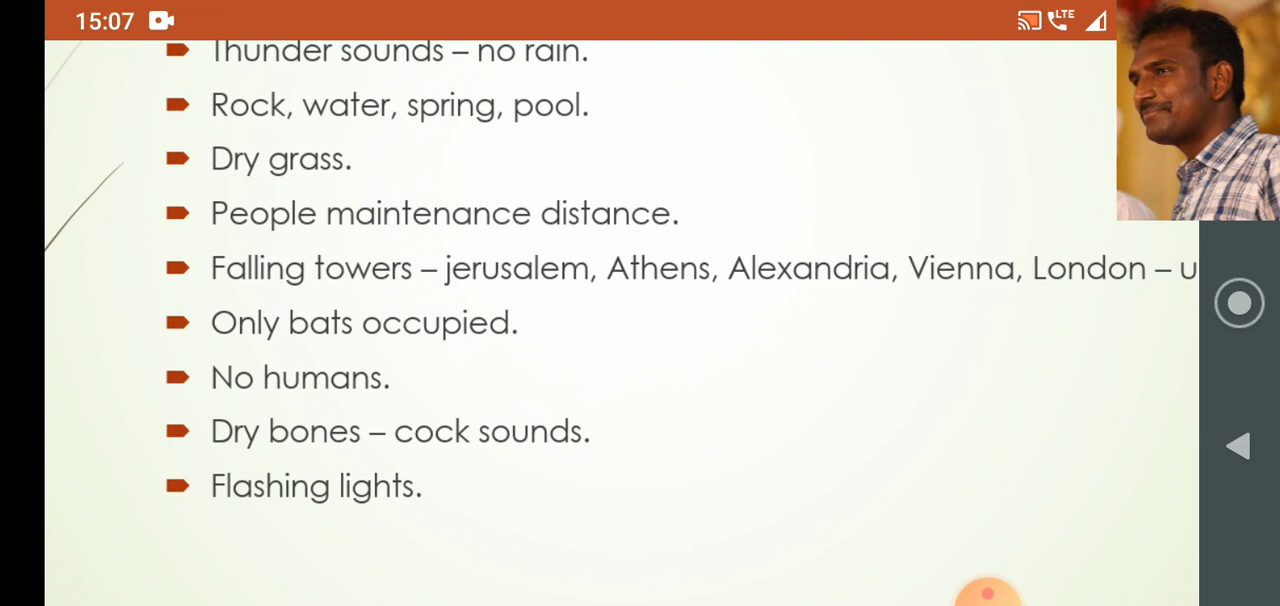 15:07
LTE
Thunder sounds – no rain.
Rock, water, spring, pool.
Dry grass.
People maintenance distance.
Falling towers – jerusalem, Athens, Alexandria, Vienna, London – u
Only bats occupied.
No humans.
Dry bones – cock sounds.
Flashing lights.